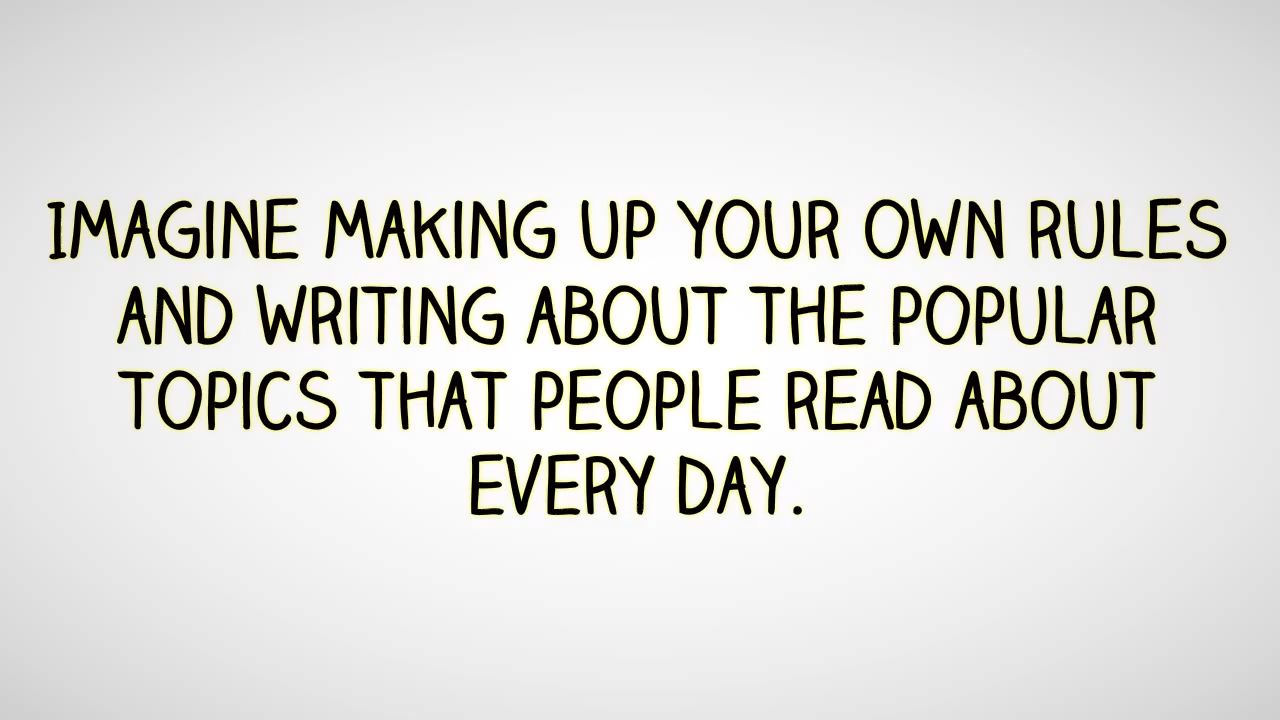 IMAGINE MAKING UP YOUR OWN RULES
AND WRITING ABOUT THE POPULAR
TOPICS THAT PEOPLE READ ABOUT
EVERY DAY.